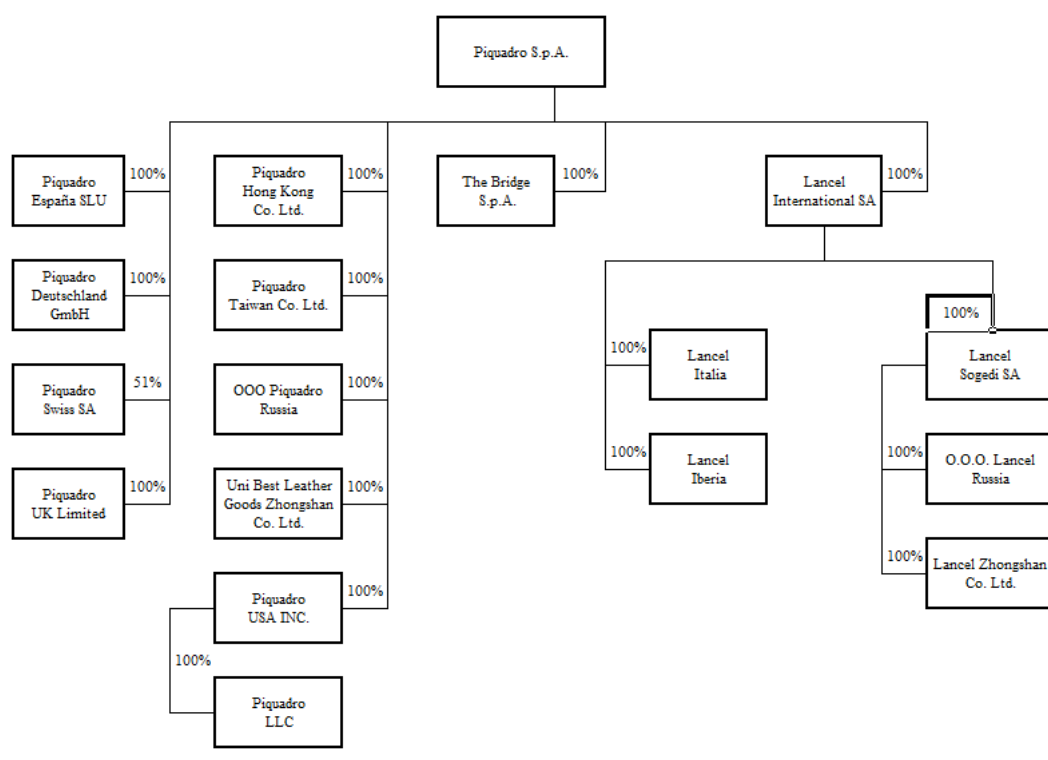 Piquadro S.p.A.
100%
Piquadro
España SLU
100%
Piquadro
Hong Kong
Co. Ltd.
100%
The Bridge
S.p.A.
100%
Lancel
International SA
100%
Piquadro
Deutschland
GmbH
100%
Piquadro
Taiwan Co. Ltd.
100%
100%
Lancel
Italia
100%
Lancel
Sogedi SA
51%
Piquadro
Swiss SA
100%
OOO Piquadro
Russia
100%
Lancel
Iberia
100%
O.O.O. Lancel
Russia
100%
Piquadro
UK Limited
100%
Uni Best Leather
Goods Zhongshan
Co. Ltd.
100%
Lancel Zhongshan
Co. Ltd.
100%
Piquadro
USA INC.
100%
Piquadro
LLC